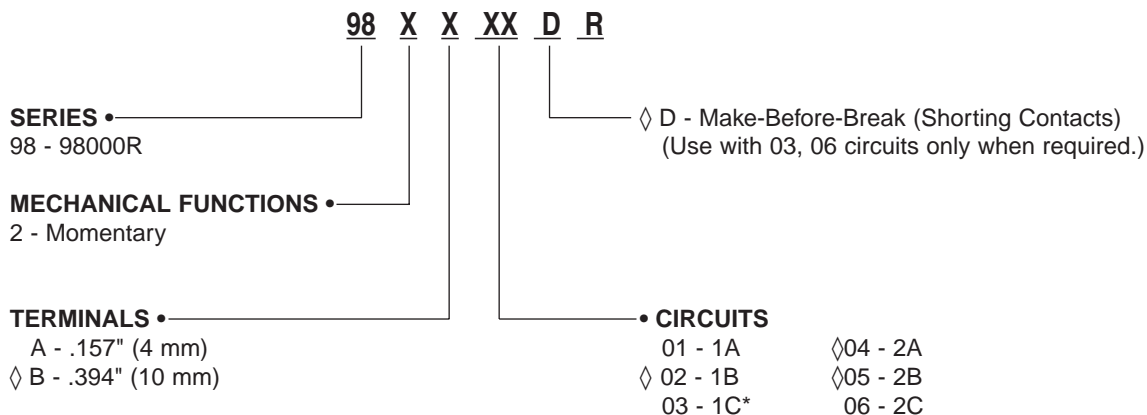 98 X X XX D R
SERIES •
98 - 98000R
◊ D - Make-Before-Break (Shorting Contacts)
(Use with 03, 06 circuits only when required.)
MECHANICAL FUNCTIONS •
2 - Momentary
TERMINALS •
A - .157" (4 mm)
◊ B - .394" (10 mm)
• CIRCUITS
01 - 1A ◊04 - 2A
◊ 02 - 1B ◊05 - 2B
03 - 1C* 06 - 2C